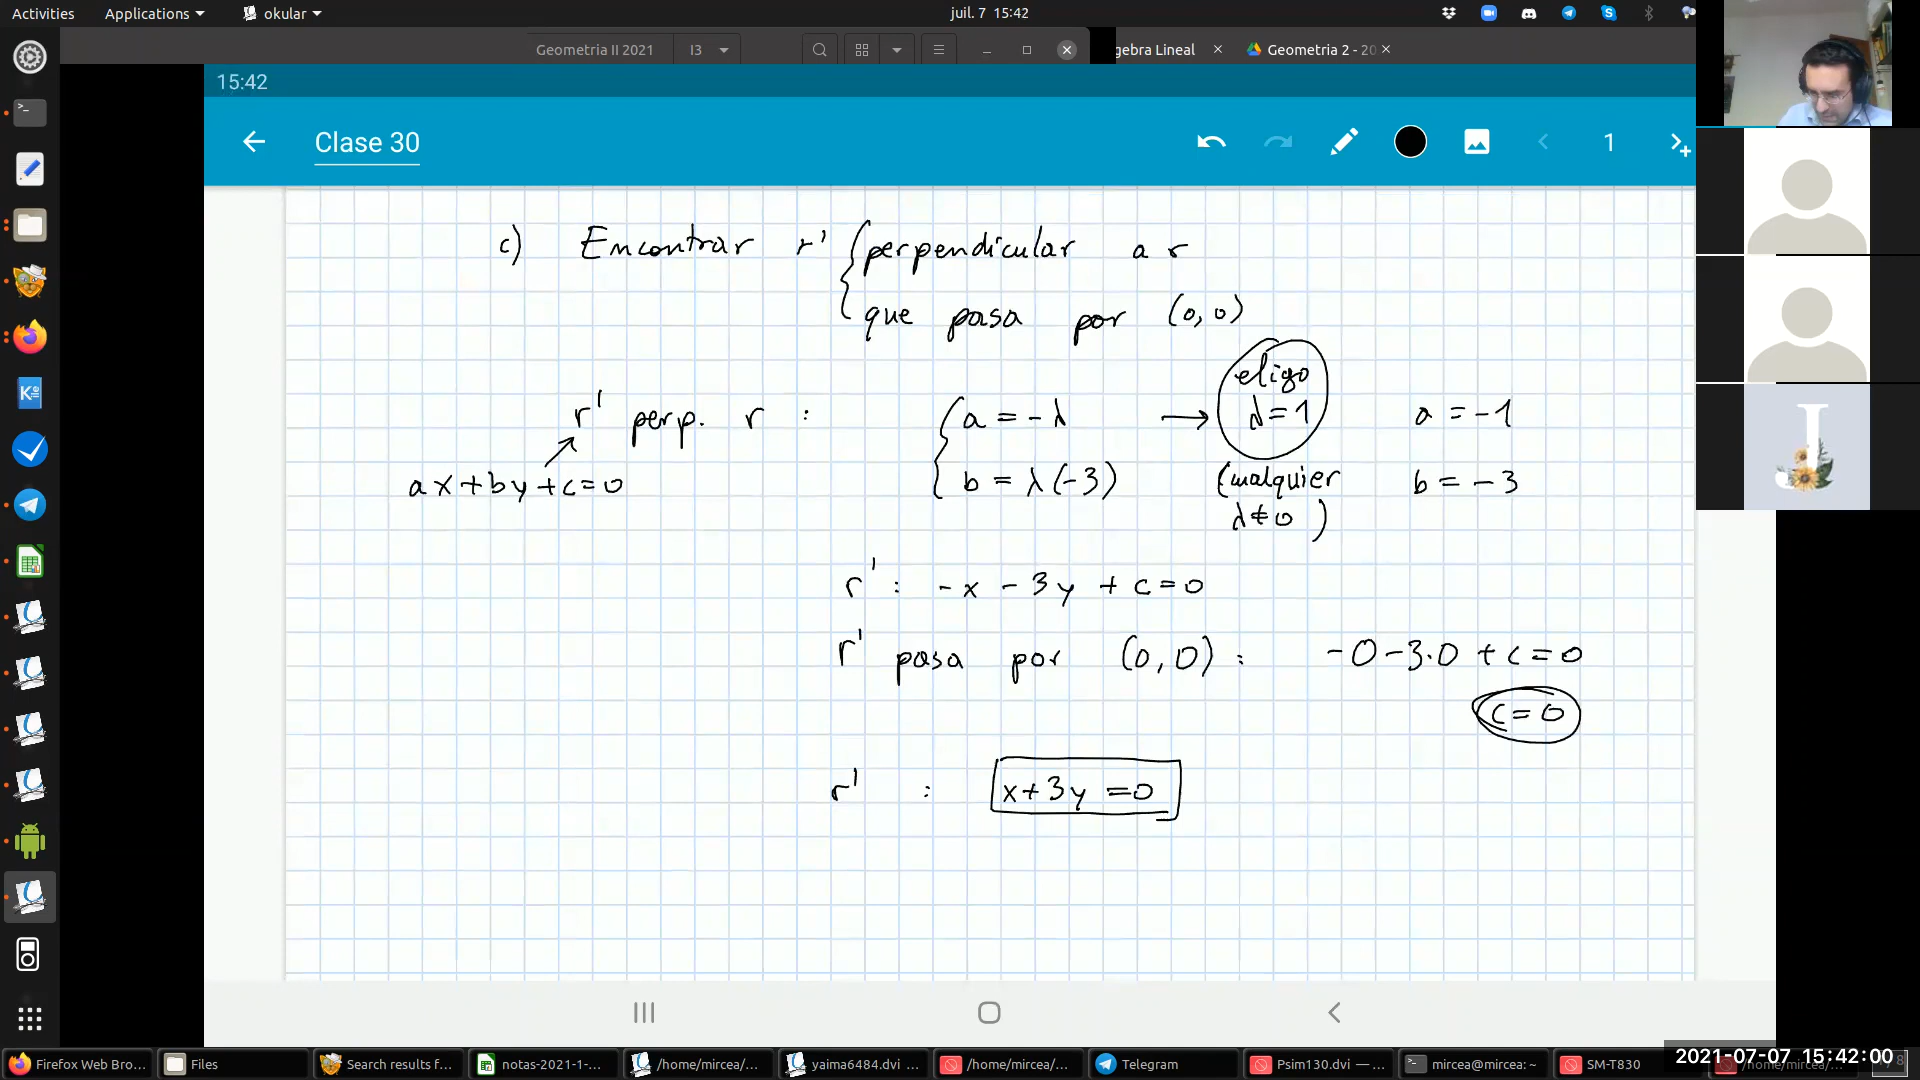 Activities Applications okular juil. 7 15:42
Geometria II 2021 I3 gebra Lineal Geometria 2 - 20
15:42
Clase 30 1
c) Encontrar r' { perpendicular a r
que pasa por (0,0)
r' perp. r : { a = -λ → eligo λ=1 a = -1
ax+by+c=0 b = λ(-3) (cualquier λ≠0) b = -3
r' : -x - 3y + c = 0
r' pasa por (0,0) : -0-3·0 + c = 0
c = 0
r' : x+3y = 0
Firefox Web Bro... Files Search results f... notas-2021-1-... /home/mircea/... yaima6484.dvi ... /home/mircea/... Telegram Psim130.dvi — ... mircea@mircea: ~ SM-T830
2021-07-07 15:42:00